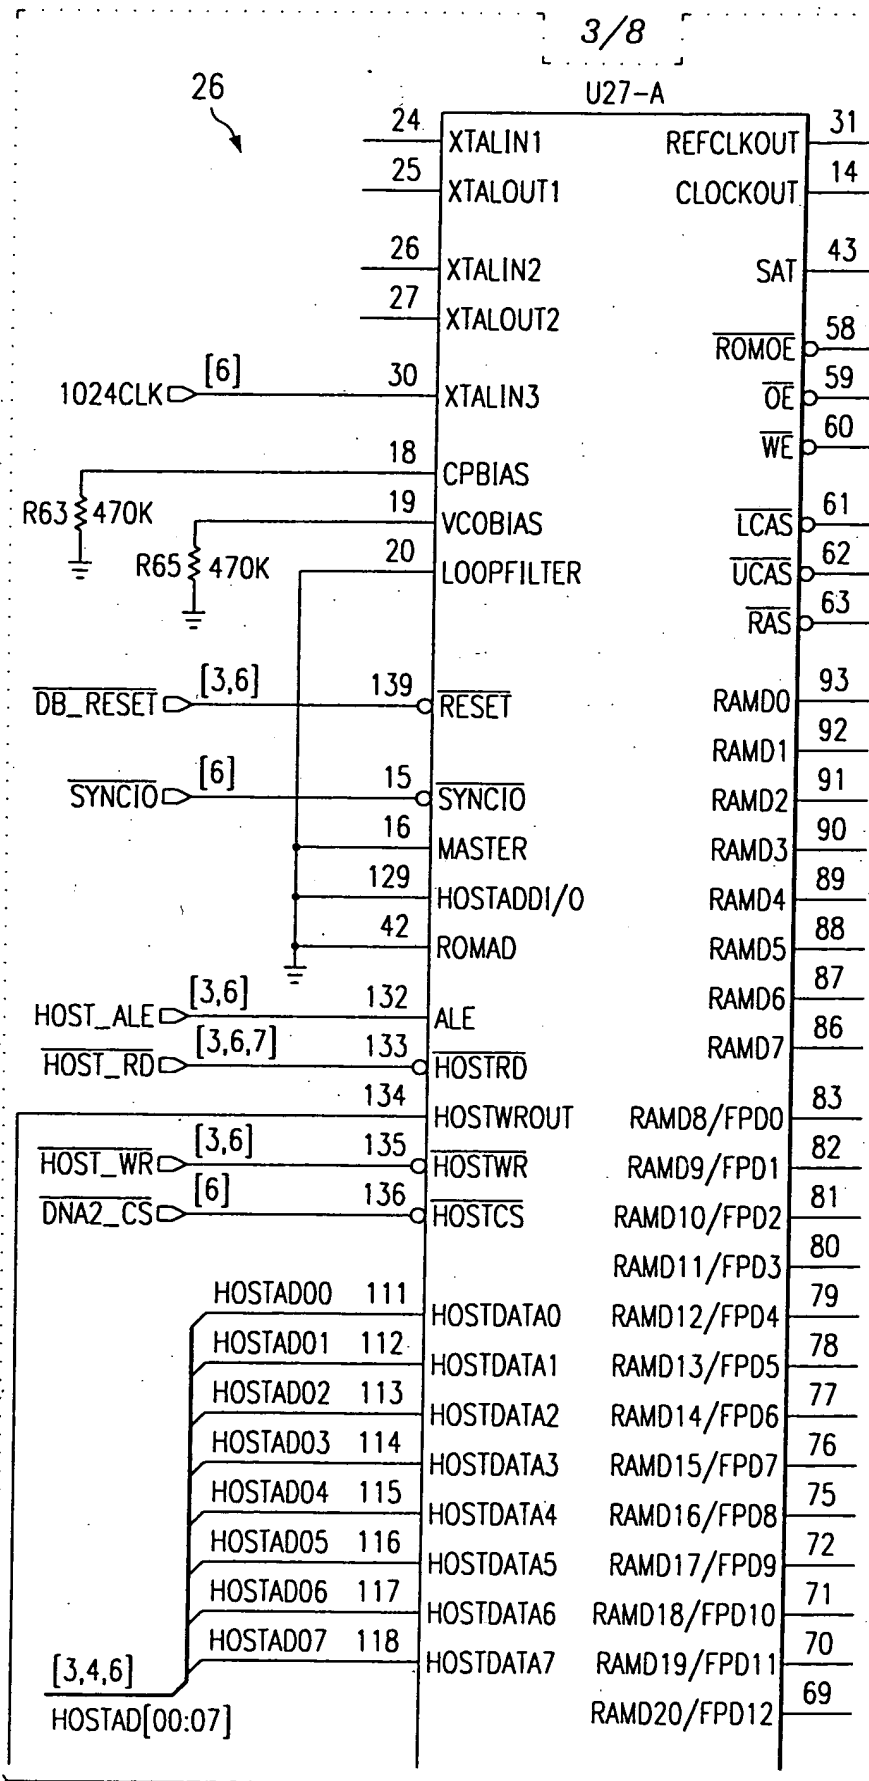 3/8
26
U27-A
24 XTALIN1 REFCLKOUT 31
25 XTALOUT1 CLOCKOUT 14
26 XTALIN2 SAT 43
27 XTALOUT2
ROMOE 58
1024CLK [6] 30 XTALIN3 OE 59
WE 60
18 CPBIAS
R63 470K 19 VCOBIAS LCAS 61
R65 470K 20 LOOPFILTER UCAS 62
RAS 63
DB_RESET [3,6] 139 RESET RAMD0 93
RAMD1 92
SYNCIO [6] 15 SYNCIO RAMD2 91
16 MASTER RAMD3 90
129 HOSTADDI/O RAMD4 89
42 ROMAD RAMD5 88
RAMD6 87
HOST_ALE [3,6] 132 ALE
RAMD7 86
HOST_RD [3,6,7] 133 HOSTRD
134 HOSTWROUT RAMD8/FPD0 83
HOST_WR [3,6] 135 HOSTWR RAMD9/FPD1 82
DNA2_CS [6] 136 HOSTCS RAMD10/FPD2 81
RAMD11/FPD3 80
HOSTAD00 111 HOSTDATA0 RAMD12/FPD4 79
HOSTAD01 112 HOSTDATA1 RAMD13/FPD5 78
HOSTAD02 113 HOSTDATA2 RAMD14/FPD6 77
HOSTAD03 114 HOSTDATA3 RAMD15/FPD7 76
HOSTAD04 115 HOSTDATA4 RAMD16/FPD8 75
HOSTAD05 116 HOSTDATA5 RAMD17/FPD9 72
HOSTAD06 117 HOSTDATA6 RAMD18/FPD10 71
HOSTAD07 118 HOSTDATA7 RAMD19/FPD11 70
[3,4,6]
HOSTAD[00:07]
RAMD20/FPD12 69